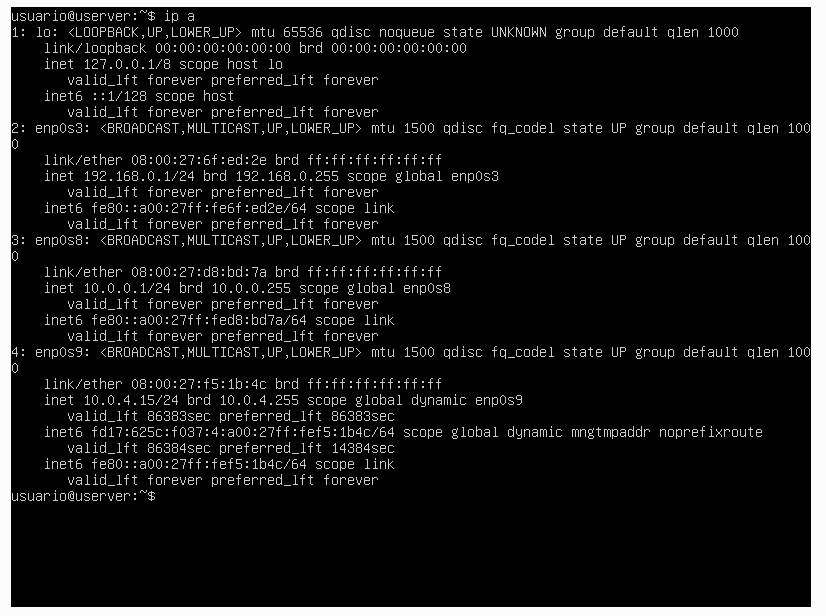 usuario@userver:~$ ip a
1: lo: <LOOPBACK,UP,LOWER_UP> mtu 65536 qdisc noqueue state UNKNOWN group default qlen 1000
    link/loopback 00:00:00:00:00:00 brd 00:00:00:00:00:00
    inet 127.0.0.1/8 scope host lo
       valid_lft forever preferred_lft forever
    inet6 ::1/128 scope host
       valid_lft forever preferred_lft forever
2: enp0s3: <BROADCAST,MULTICAST,UP,LOWER_UP> mtu 1500 qdisc fq_codel state UP group default qlen 100
0
    link/ether 08:00:27:6f:ed:2e brd ff:ff:ff:ff:ff:ff
    inet 192.168.0.1/24 brd 192.168.0.255 scope global enp0s3
       valid_lft forever preferred_lft forever
    inet6 fe80::a00:27ff:fe6f:ed2e/64 scope link
       valid_lft forever preferred_lft forever
3: enp0s8: <BROADCAST,MULTICAST,UP,LOWER_UP> mtu 1500 qdisc fq_codel state UP group default qlen 100
0
    link/ether 08:00:27:d8:bd:7a brd ff:ff:ff:ff:ff:ff
    inet 10.0.0.1/24 brd 10.0.0.255 scope global enp0s8
       valid_lft forever preferred_lft forever
    inet6 fe80::a00:27ff:fed8:bd7a/64 scope link
       valid_lft forever preferred_lft forever
4: enp0s9: <BROADCAST,MULTICAST,UP,LOWER_UP> mtu 1500 qdisc fq_codel state UP group default qlen 100
0
    link/ether 08:00:27:f5:1b:4c brd ff:ff:ff:ff:ff:ff
    inet 10.0.4.15/24 brd 10.0.4.255 scope global dynamic enp0s9
       valid_lft 86383sec preferred_lft 86383sec
    inet6 fd17:625c:f037:4:a00:27ff:fef5:1b4c/64 scope global dynamic mngtmpaddr noprefixroute
       valid_lft 86384sec preferred_lft 14384sec
    inet6 fe80::a00:27ff:fef5:1b4c/64 scope link
       valid_lft forever preferred_lft forever
usuario@userver:~$